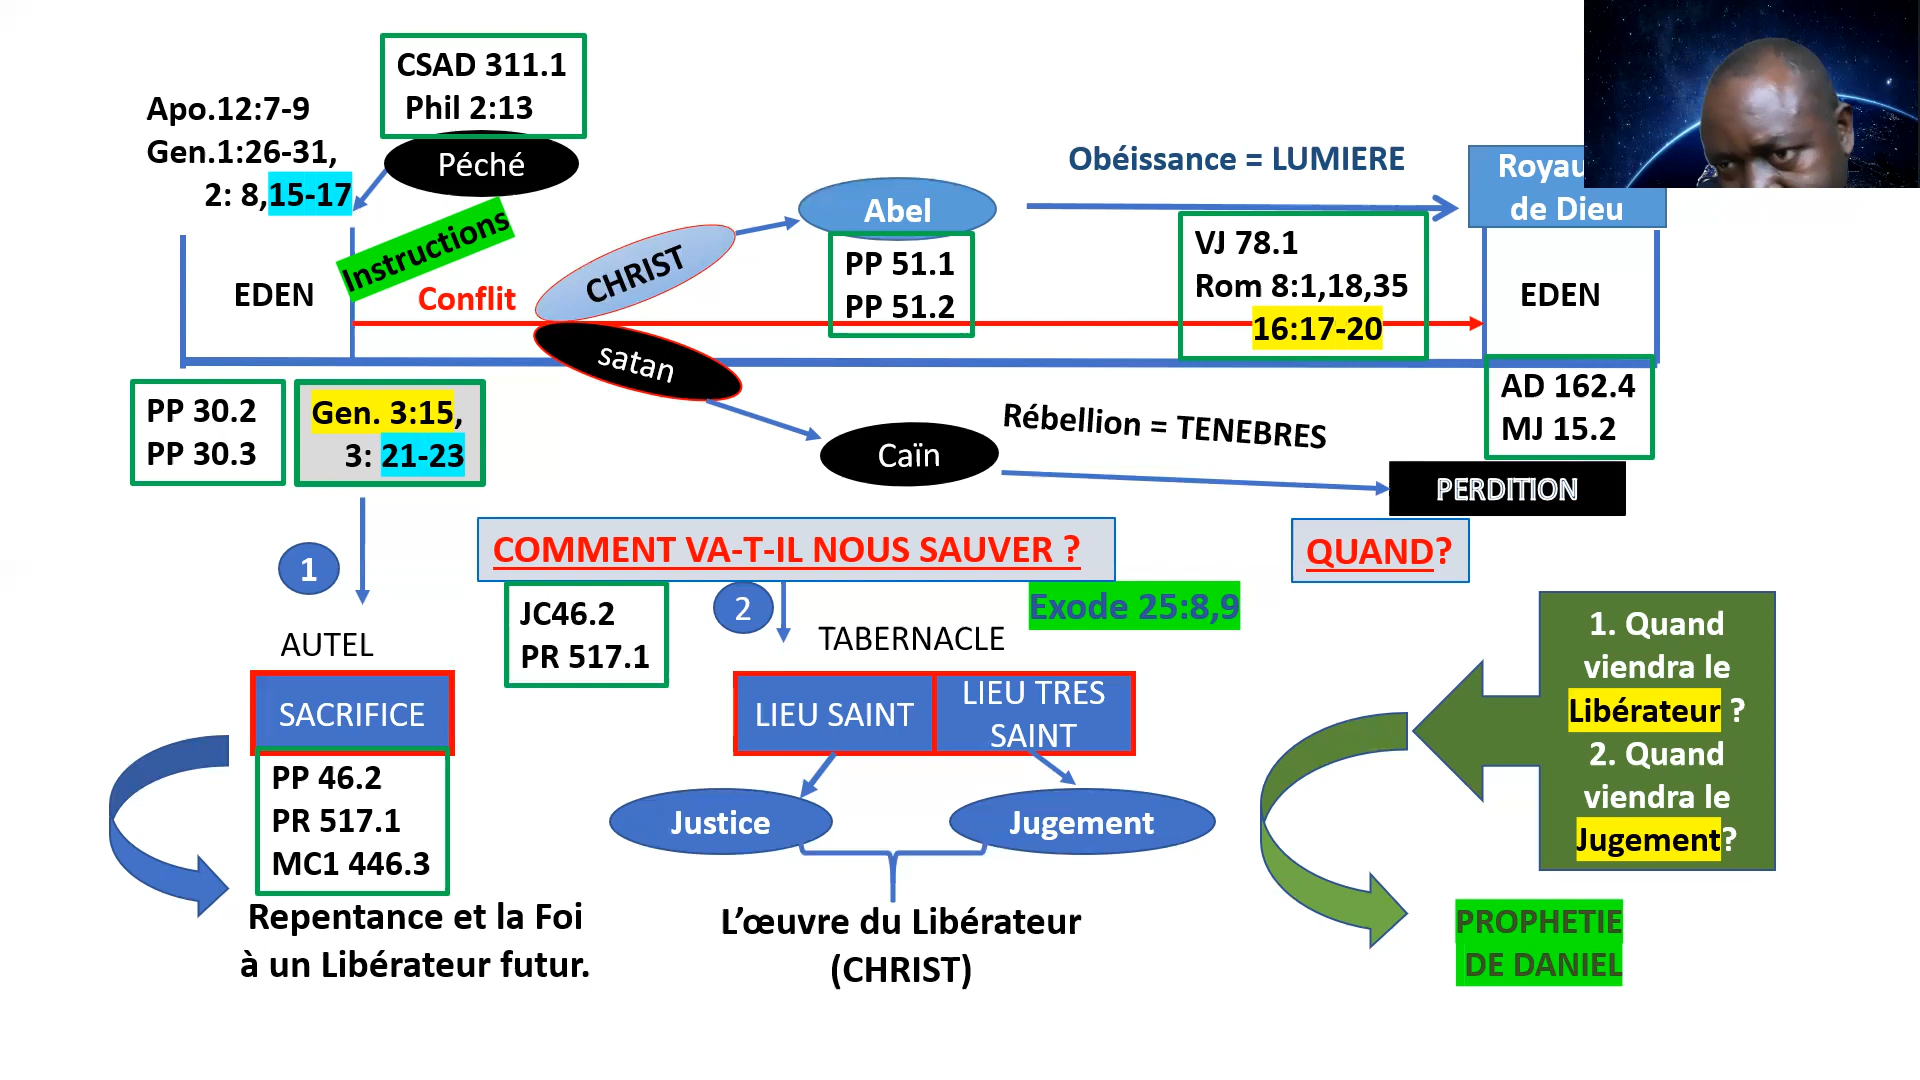 CSAD 311.1
Phil 2:13
Apo.12:7-9
Gen.1:26-31,
2: 8,15-17
Péché
Instructions
EDEN
Conflit
CHRIST
satan
Abel
PP 51.1
PP 51.2
Obéissance = LUMIERE
VJ 78.1
Rom 8:1,18,35
16:17-20
de Dieu
EDEN
AD 162.4
MJ 15.2
PP 30.2
PP 30.3
Gen. 3:15,
3: 21-23
Caïn
Rébellion = TENEBRES
PERDITION
COMMENT VA-T-IL NOUS SAUVER ?
QUAND?
1
AUTEL
SACRIFICE
PP 46.2
PR 517.1
MC1 446.3
Repentance et la Foi
à un Libérateur futur.
JC46.2
PR 517.1
2
Exode 25:8,9
TABERNACLE
LIEU SAINT
LIEU TRES
SAINT
Justice
Jugement
L’œuvre du Libérateur
(CHRIST)
1. Quand
viendra le
Libérateur ?
2. Quand
viendra le
Jugement?
PROPHETIE
DE DANIEL